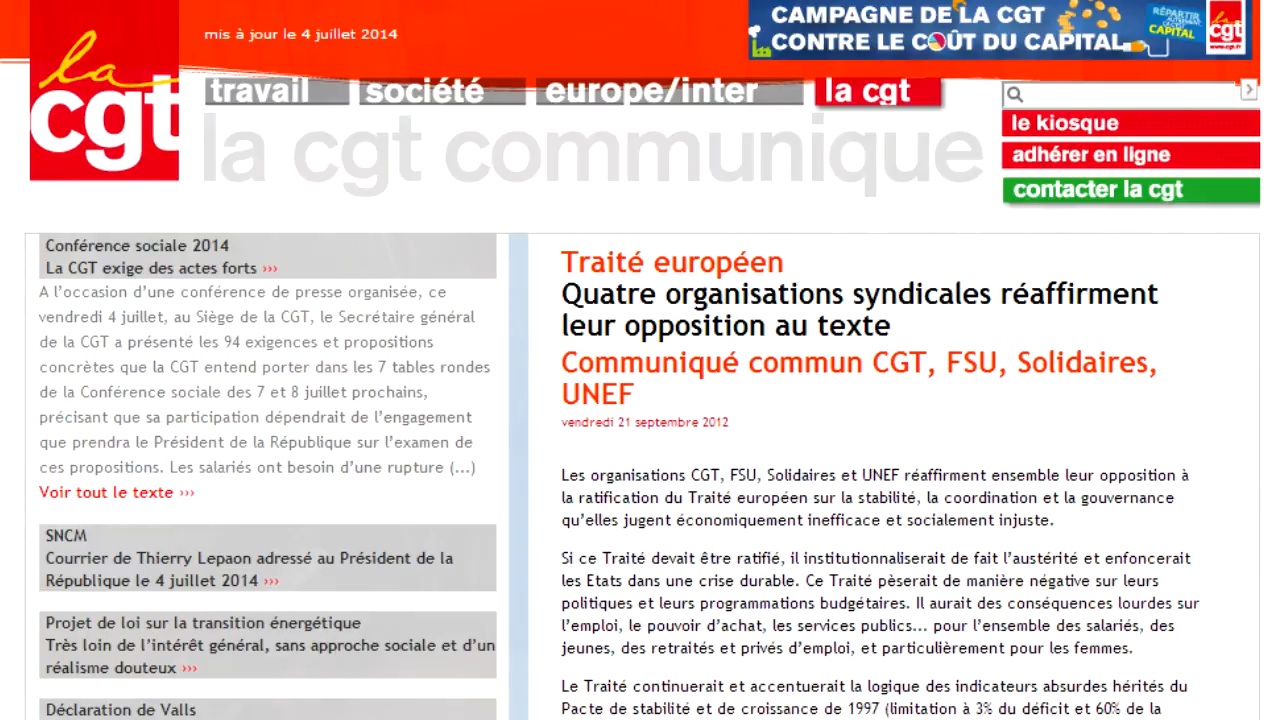 mis à jour le 4 juillet 2014
CAMPAGNE DE LA CGT
CONTRE LE COÛT DU CAPITAL
RÉPARTIR
AUTREMENT
CAPITAL
la
cgt
www.cgt.fr
la
cgt
travail
société
europe/inter
la cgt
la cgt communique
le kiosque
adhérer en ligne
contacter la cgt
Conférence sociale 2014
La CGT exige des actes forts ›››
A l’occasion d’une conférence de presse organisée, ce
vendredi 4 juillet, au Siège de la CGT, le Secrétaire général
de la CGT a présenté les 94 exigences et propositions
concrètes que la CGT entend porter dans les 7 tables rondes
de la Conférence sociale des 7 et 8 juillet prochains,
précisant que sa participation dépendrait de l’engagement
que prendra le Président de la République sur l’examen de
ces propositions. Les salariés ont besoin d’une rupture (...)
Voir tout le texte ›››
SNCM
Courrier de Thierry Lepaon adressé au Président de la
République le 4 juillet 2014 ›››
Projet de loi sur la transition énergétique
Très loin de l’intérêt général, sans approche sociale et d’un
réalisme douteux ›››
Déclaration de Valls
Traité européen
Quatre organisations syndicales réaffirment
leur opposition au texte
Communiqué commun CGT, FSU, Solidaires,
UNEF
vendredi 21 septembre 2012
Les organisations CGT, FSU, Solidaires et UNEF réaffirment ensemble leur opposition à
la ratification du Traité européen sur la stabilité, la coordination et la gouvernance
qu’elles jugent économiquement inefficace et socialement injuste.
Si ce Traité devait être ratifié, il institutionnaliserait de fait l’austérité et enfoncerait
les Etats dans une crise durable. Ce Traité pèserait de manière négative sur leurs
politiques et leurs programmations budgétaires. Il aurait des conséquences lourdes sur
l’emploi, le pouvoir d’achat, les services publics... pour l’ensemble des salariés, des
jeunes, des retraités et privés d’emploi, et particulièrement pour les femmes.
Le Traité continuerait et accentuerait la logique des indicateurs absurdes hérités du
Pacte de stabilité et de croissance de 1997 (limitation à 3% du déficit et 60% de la